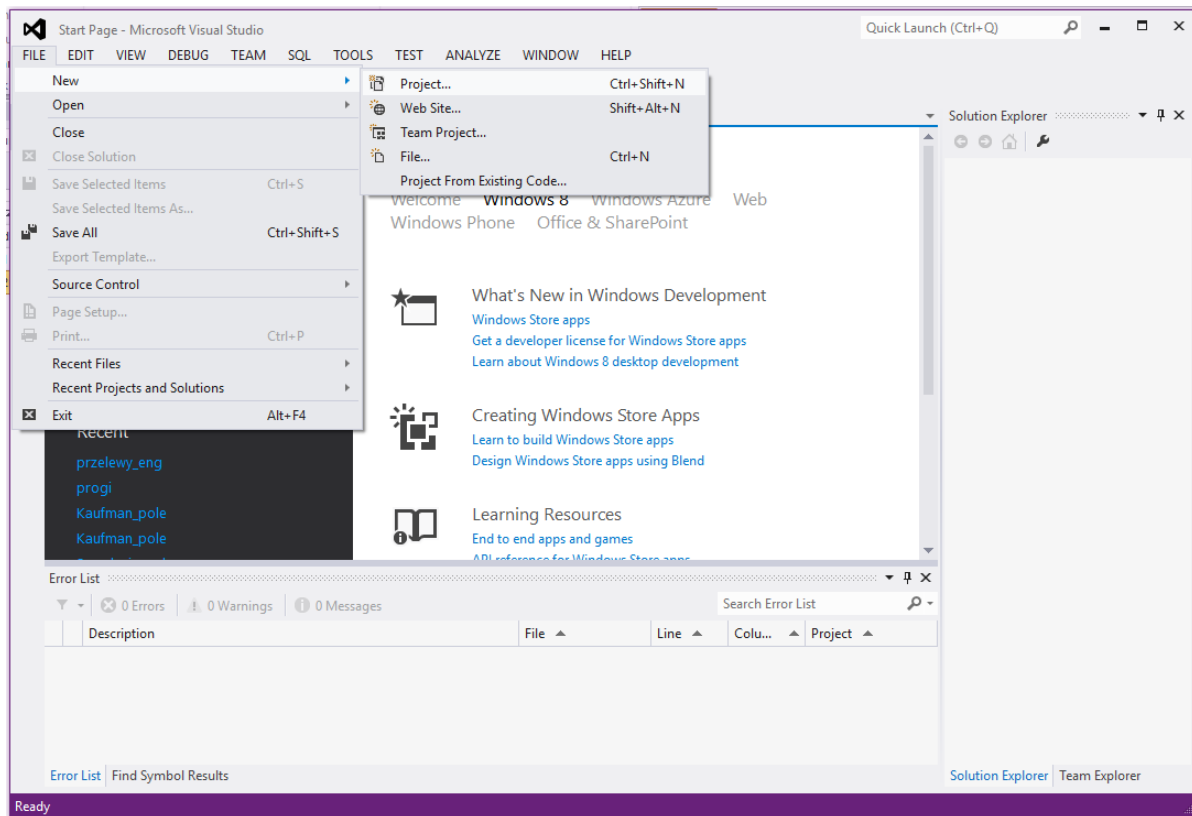 Start Page - Microsoft Visual Studio
Quick Launch (Ctrl+Q)
FILE EDIT VIEW DEBUG TEAM SQL TOOLS TEST ANALYZE WINDOW HELP
New
Open
Close
Close Solution
Save Selected Items Ctrl+S
Save Selected Items As...
Save All Ctrl+Shift+S
Export Template...
Source Control
Page Setup...
Print... Ctrl+P
Recent Files
Recent Projects and Solutions
Exit Alt+F4
Project... Ctrl+Shift+N
Web Site... Shift+Alt+N
Team Project...
File... Ctrl+N
Project From Existing Code...
Welcome Windows 8 Windows Azure Web
Windows Phone Office & SharePoint
What's New in Windows Development
Windows Store apps
Get a developer license for Windows Store apps
Learn about Windows 8 desktop development
Creating Windows Store Apps
Learn to build Windows Store apps
Design Windows Store apps using Blend
Learning Resources
End to end apps and games
API reference for Windows Store apps
Recent
przelewy_eng
progi
Kaufman_pole
Kaufman_pole
Solution Explorer
Error List
0 Errors 0 Warnings 0 Messages
Search Error List
Description File Line Colu... Project
Error List Find Symbol Results
Solution Explorer Team Explorer
Ready